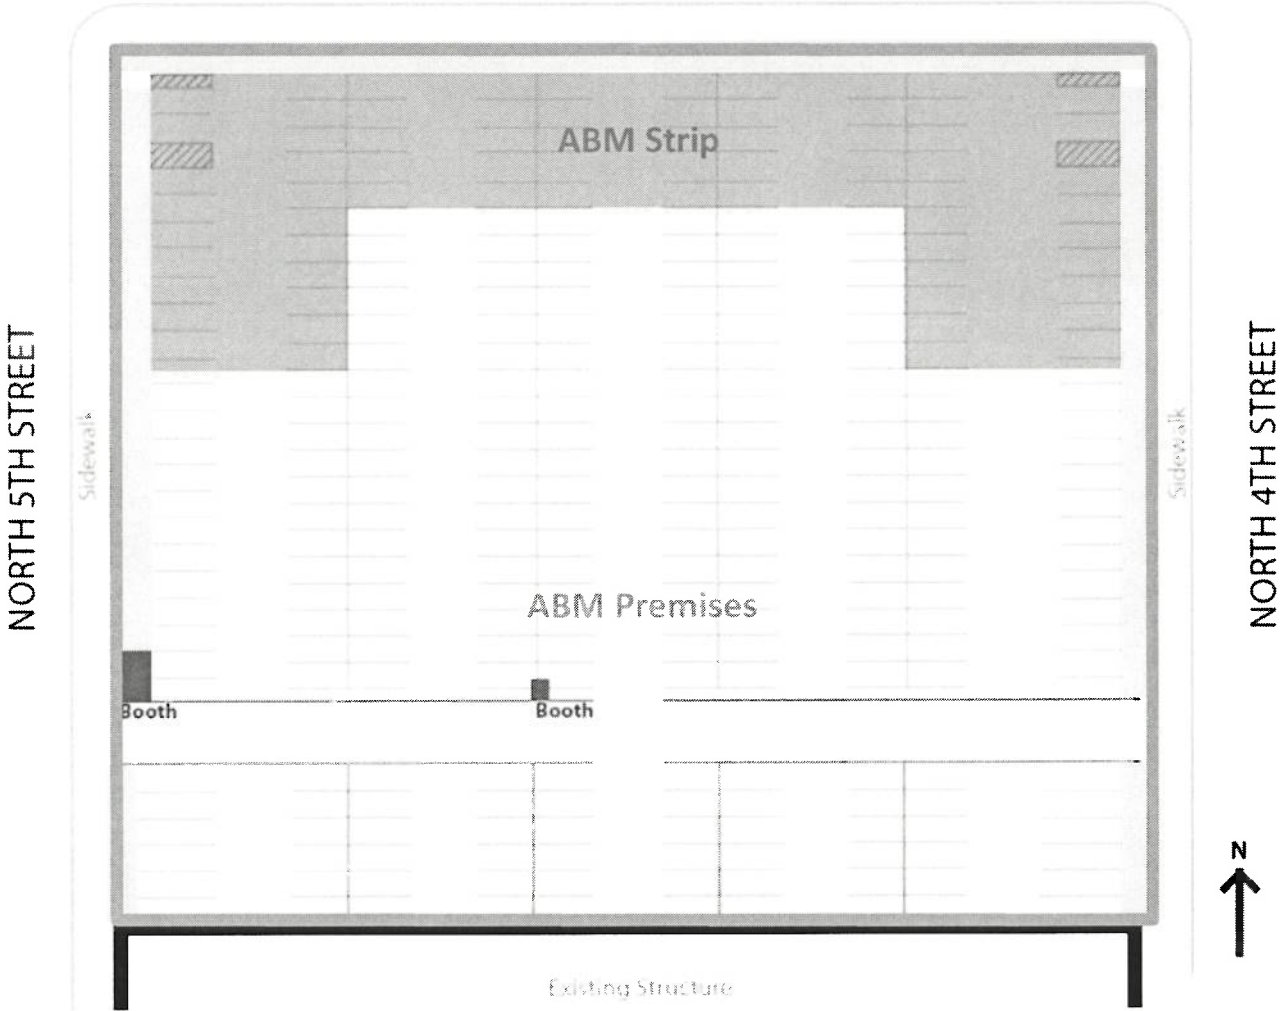 ABM Strip
NORTH 5TH STREET
Sidewalk
Sidewalk
NORTH 4TH STREET
ABM Premises
Booth
Booth
N
Existing Structure